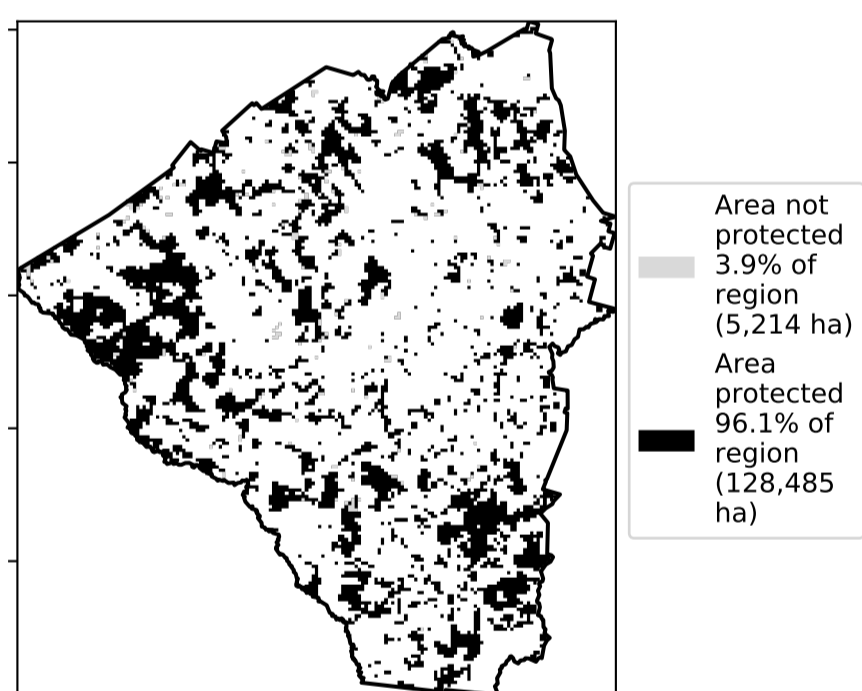 Area not
protected
3.9% of
region
(5,214 ha)
Area
protected
96.1% of
region
(128,485
ha)